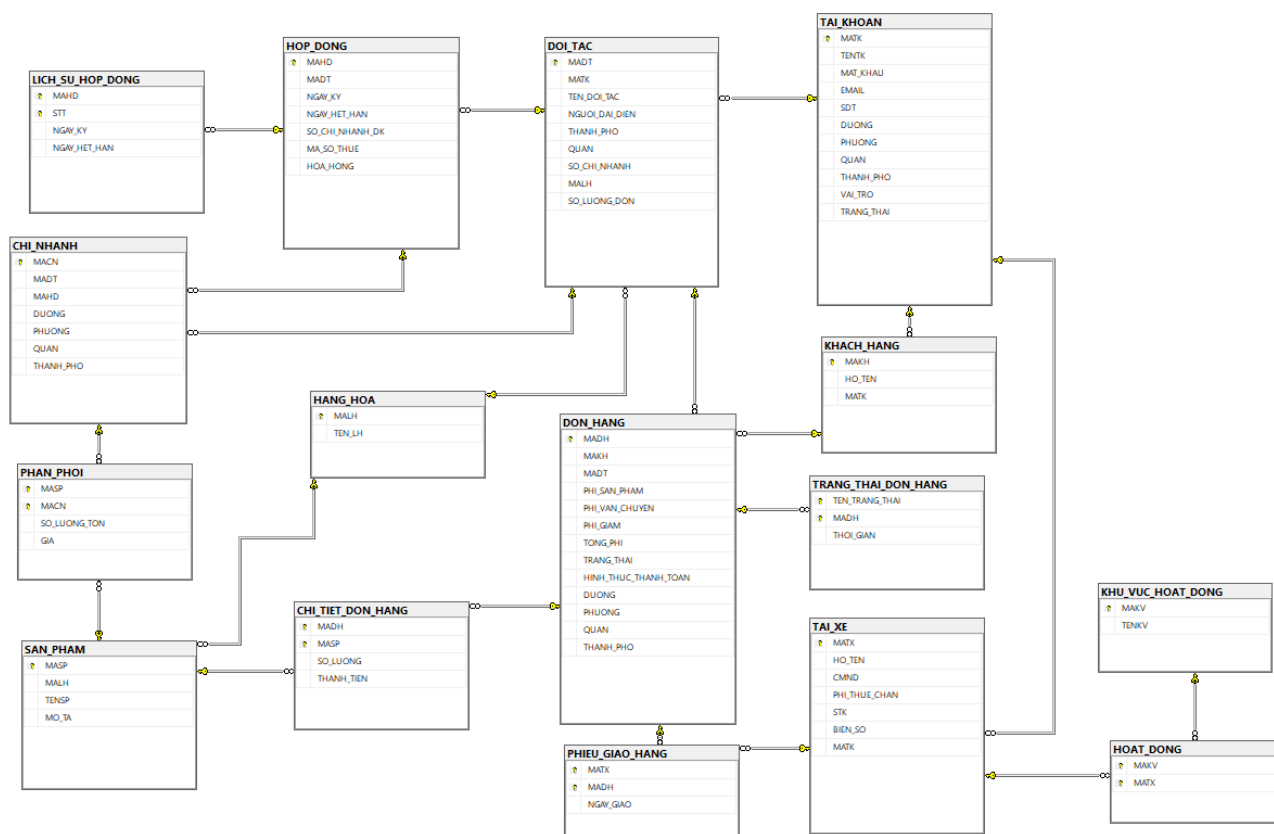 LICH_SU_HOP_DONG
MAHD
STT
NGAY_KY
NGAY_HET_HAN
HOP_DONG
MAHD
MADT
NGAY_KY
NGAY_HET_HAN
SO_CHI_NHANH_DK
MA_SO_THUE
HOA_HONG
DOI_TAC
MADT
MATK
TEN_DOI_TAC
NGUOI_DAI_DIEN
THANH_PHO
QUAN
SO_CHI_NHANH
MALH
SO_LUONG_DON
TAI_KHOAN
MATK
TENTK
MAT_KHAU
EMAIL
SDT
DUONG
PHUONG
QUAN
THANH_PHO
VAI_TRO
TRANG_THAI
CHI_NHANH
MACN
MADT
MAHD
DUONG
PHUONG
QUAN
THANH_PHO
KHACH_HANG
MAKH
HO_TEN
MATK
HANG_HOA
MALH
TEN_LH
DON_HANG
MADH
MAKH
MADT
PHI_SAN_PHAM
PHI_VAN_CHUYEN
PHI_GIAM
TONG_PHI
TRANG_THAI
HINH_THUC_THANH_TOAN
DUONG
PHUONG
QUAN
THANH_PHO
PHAN_PHOI
MASP
MACN
SO_LUONG_TON
GIA
TRANG_THAI_DON_HANG
TEN_TRANG_THAI
MADH
THOI_GIAN
CHI_TIET_DON_HANG
MADH
MASP
SO_LUONG
THANH_TIEN
KHU_VUC_HOAT_DONG
MAKV
TENKV
TAI_XE
MATX
HO_TEN
CMND
PHI_THUE_CHAN
STK
BIEN_SO
MATK
SAN_PHAM
MASP
MALH
TENSP
MO_TA
PHIEU_GIAO_HANG
MATX
MADH
NGAY_GIAO
HOAT_DONG
MAKV
MATX